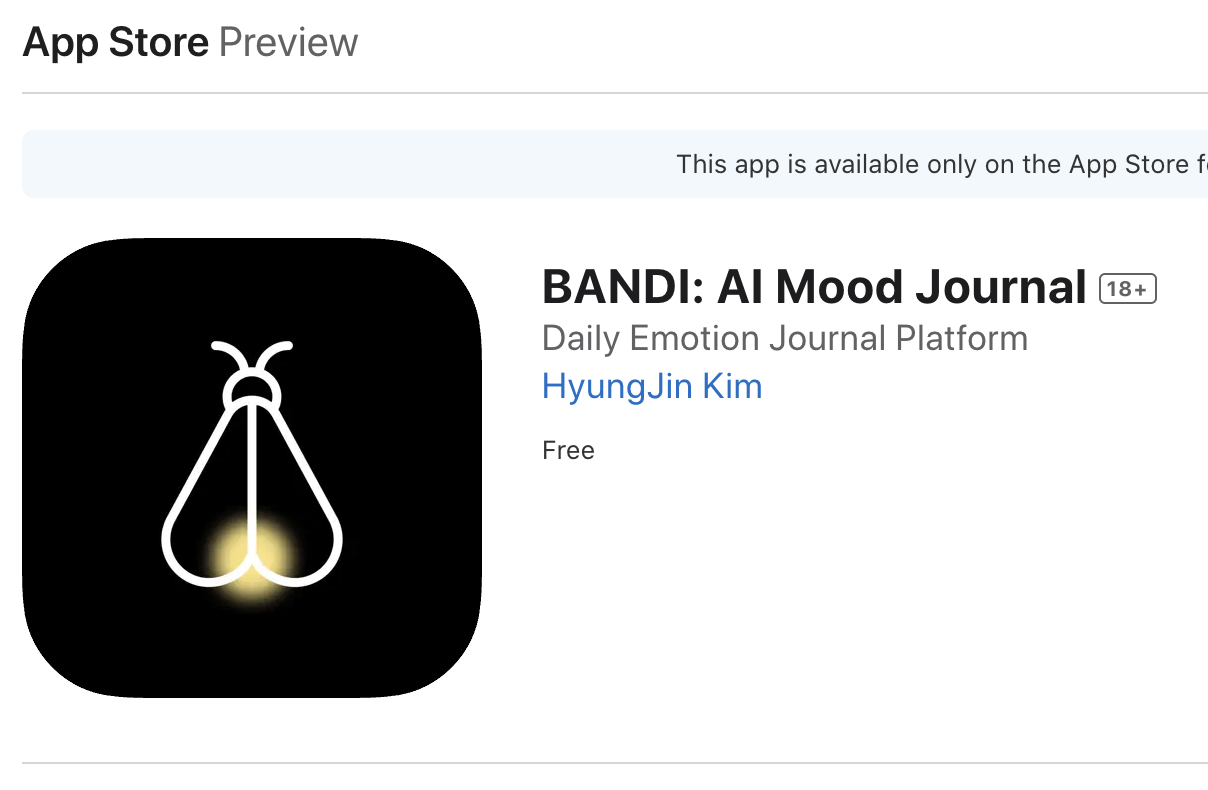 App Store Preview
This app is available only on the App Store
BANDI: AI Mood Journal 18+
Daily Emotion Journal Platform
HyungJin Kim
Free